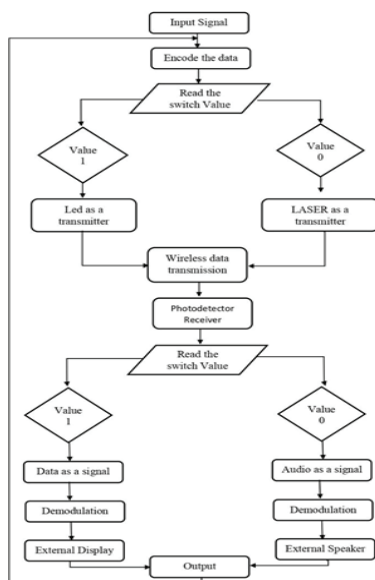 Input Signal
Encode the data
Read the
switch Value
Value
1
Value
0
Led as a
transmitter
LASER as a
transmitter
Wireless data
transmission
Photodetector
Receiver
Read the
switch Value
Value
1
Value
0
Data as a signal
Audio as a signal
Demodulation
Demodulation
External Display
External Speaker
Output